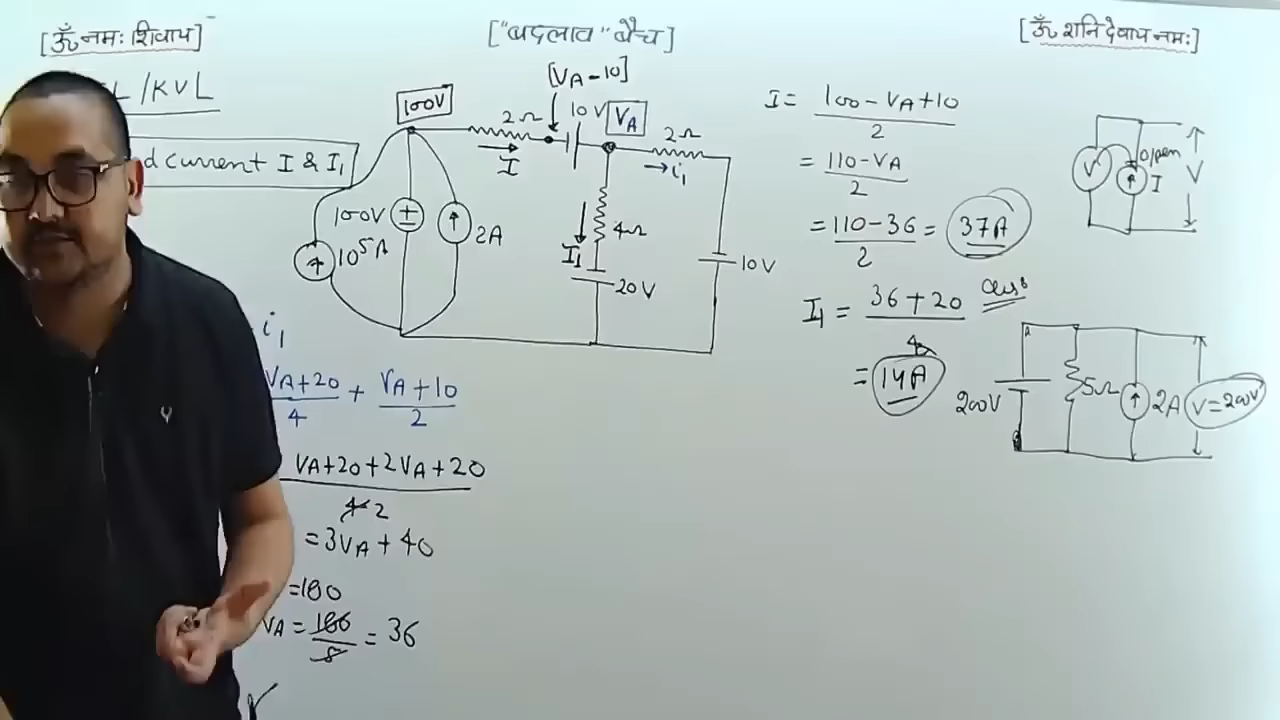 [ॐ नमः शिवाय]
["बदलाव" बैच]
[ॐ शनि देवाय नमः]
L/KVL
d current I & I₁
[VA-10]
100V
2Ω
10V
VA
2Ω
I
i₁
100V
2A
10⁵A
4Ω
I₁
20V
10V
i₁
VA+20/4 + VA+10/2
VA+20+2VA+20
4 2
=3VA+40
=180
VA = 180/5 = 36
I = 100-VA+10/2
= 110-VA/2
= 110-36/2 = 37A
I₁ = 36+20/4 Ans
= 14A
V
open
I
V
200V
5Ω
2A
V=200V